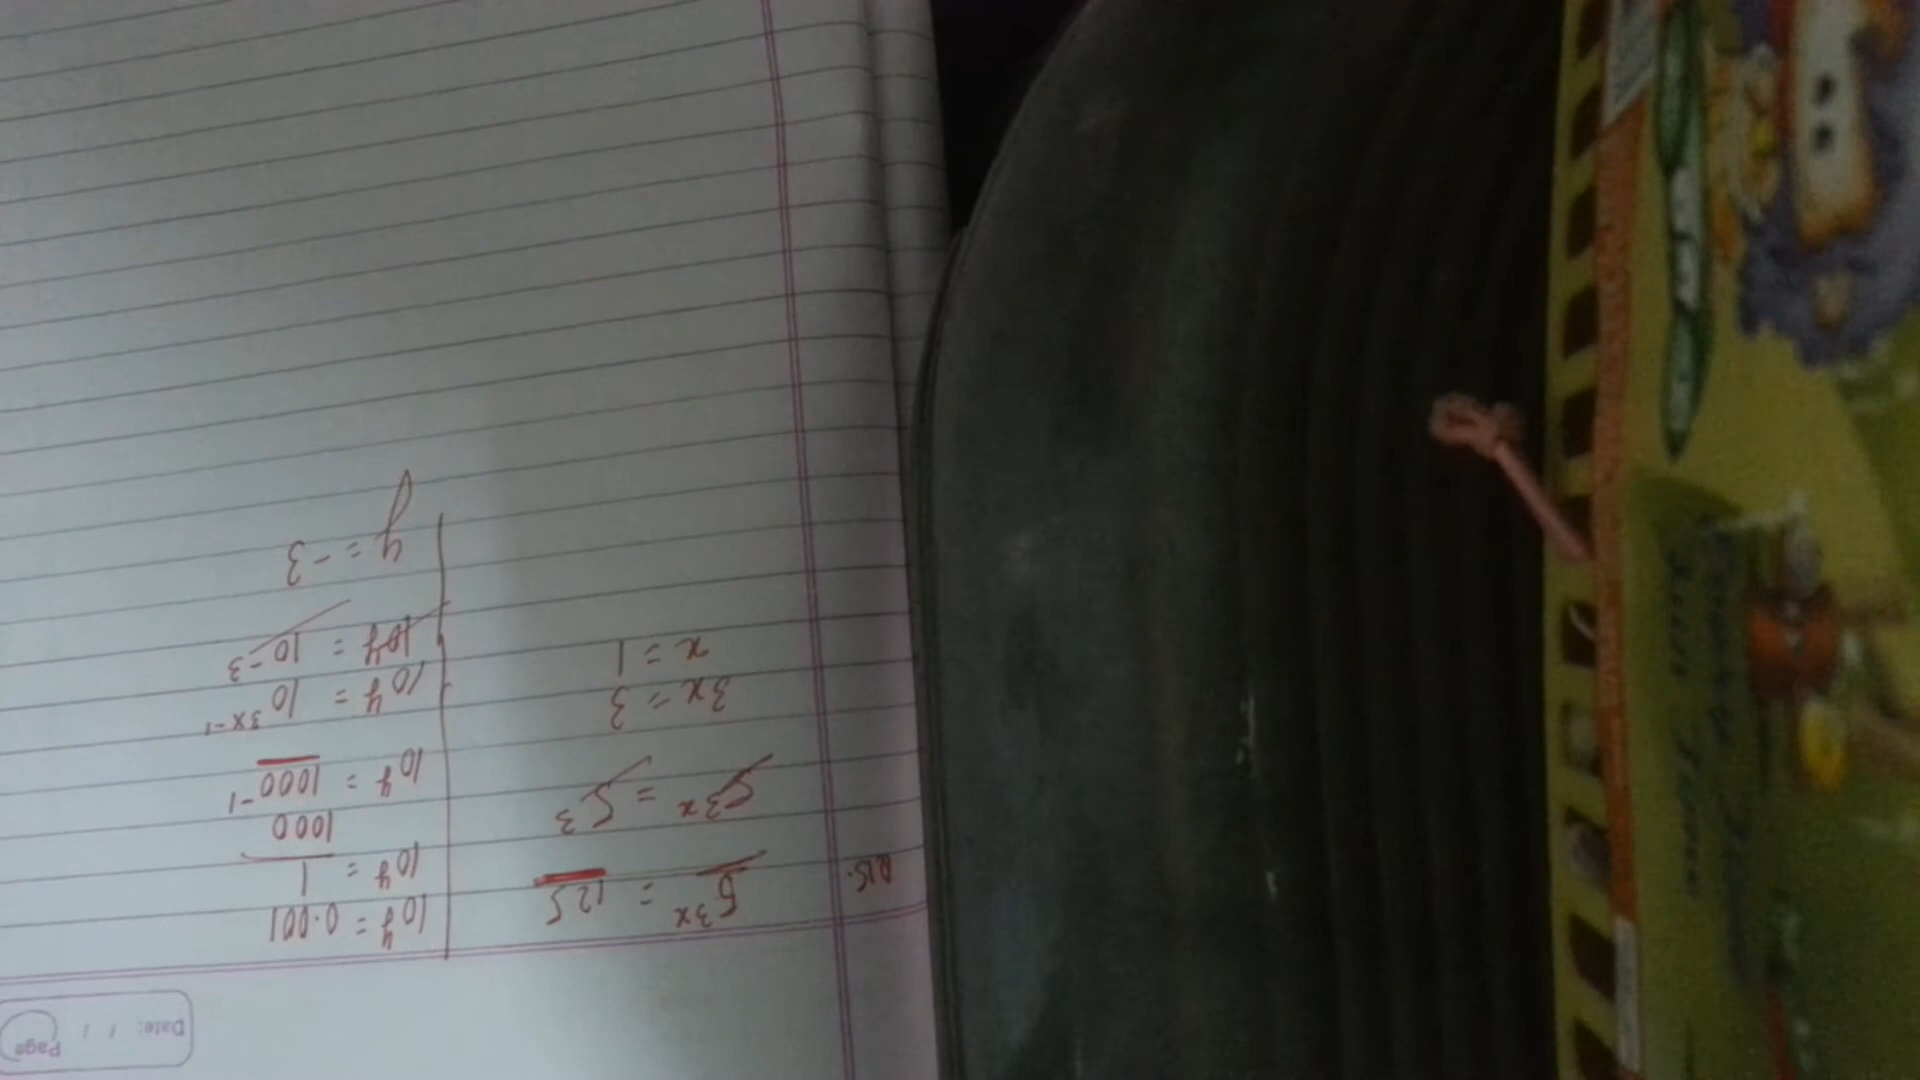 Date: / /
Page
Q15.
5^3x = 125
5^3x = 5^3
3x = 3
x = 1
10^y = 0.001
10^y = 1
1000
10^y = 1000^-1
10^y = 10^3x-1
10^y = 10^-3
y = -3